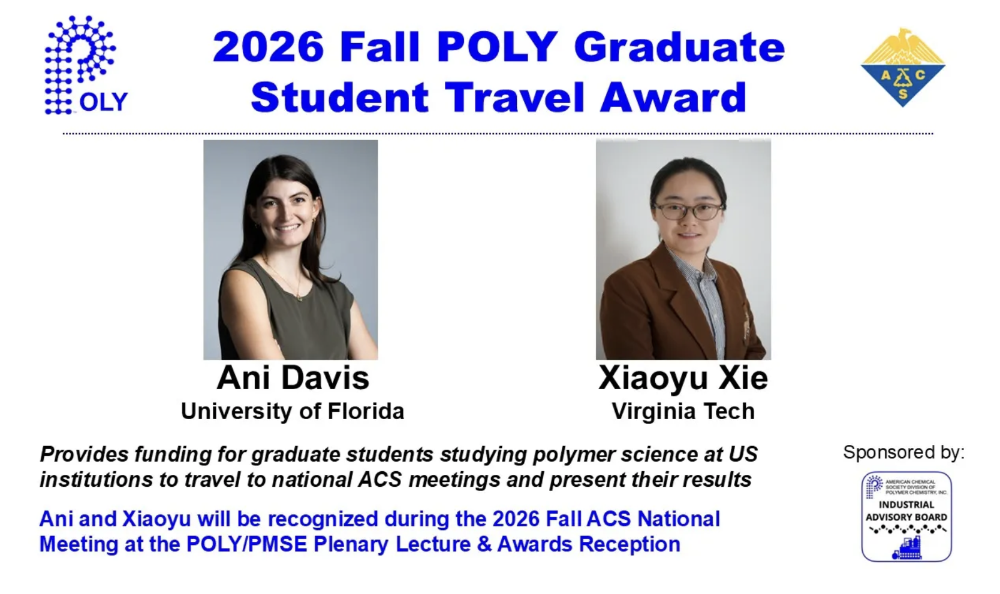 OLY
2026 Fall POLY Graduate
Student Travel Award
A C
S
Ani Davis
University of Florida
Xiaoyu Xie
Virginia Tech
Provides funding for graduate students studying polymer science at US
institutions to travel to national ACS meetings and present their results
Ani and Xiaoyu will be recognized during the 2026 Fall ACS National
Meeting at the POLY/PMSE Plenary Lecture & Awards Reception
Sponsored by:
AMERICAN CHEMICAL
SOCIETY DIVISION OF
POLYMER CHEMISTRY, INC.
INDUSTRIAL
ADVISORY BOARD